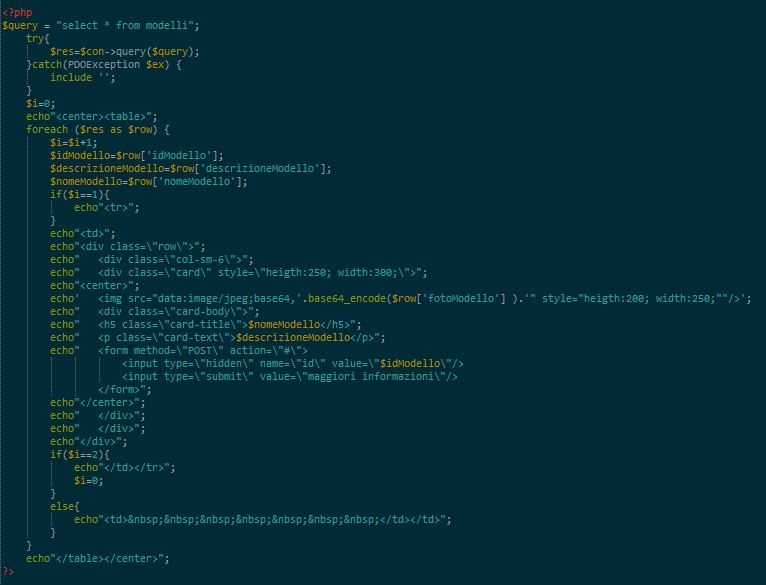 <?php
$query = "select * from modelli";
    try{
        $res=$con->query($query);
    }catch(PDOException $ex) {
        include '';
    }
    $i=0;
    echo"<center><table>";
    foreach ($res as $row) {
        $i=$i+1;
        $idModello=$row['idModello'];
        $descrizioneModello=$row['descrizioneModello'];
        $nomeModello=$row['nomeModello'];
        if($i==1){
            echo"<tr>";
        }
        echo"<td>";
        echo"<div class=\"row\">";
        echo"   <div class=\"col-sm-6\">";
        echo"   <div class=\"card\" style=\"heigth:250; width:300;\">";
        echo"<center>";
        echo'   <img src="data:image/jpeg;base64,'.base64_encode($row['fotoModello'] ).'" style="heigth:200; width:250;""/>';
        echo"   <div class=\"card-body\">";
        echo"   <h5 class=\"card-title\">$nomeModello</h5>";
        echo"   <p class=\"card-text\">$descrizioneModello</p>";
        echo"   <form method=\"POST\" action=\"#\">
                    <input type=\"hidden\" name=\"id\" value=\"$idModello\"/>
                    <input type=\"submit\" value=\"maggiori informazioni\"/>
                </form>";
        echo"</center>";
        echo"   </div>";
        echo"   </div>";
        echo"</div>";
        if($i==2){
            echo"</td></tr>";
            $i=0;
        }
        else{
            echo"<td>&nbsp;&nbsp;&nbsp;&nbsp;&nbsp;&nbsp;</td></td>";
        }
    }
    echo"</table></center>";
?>